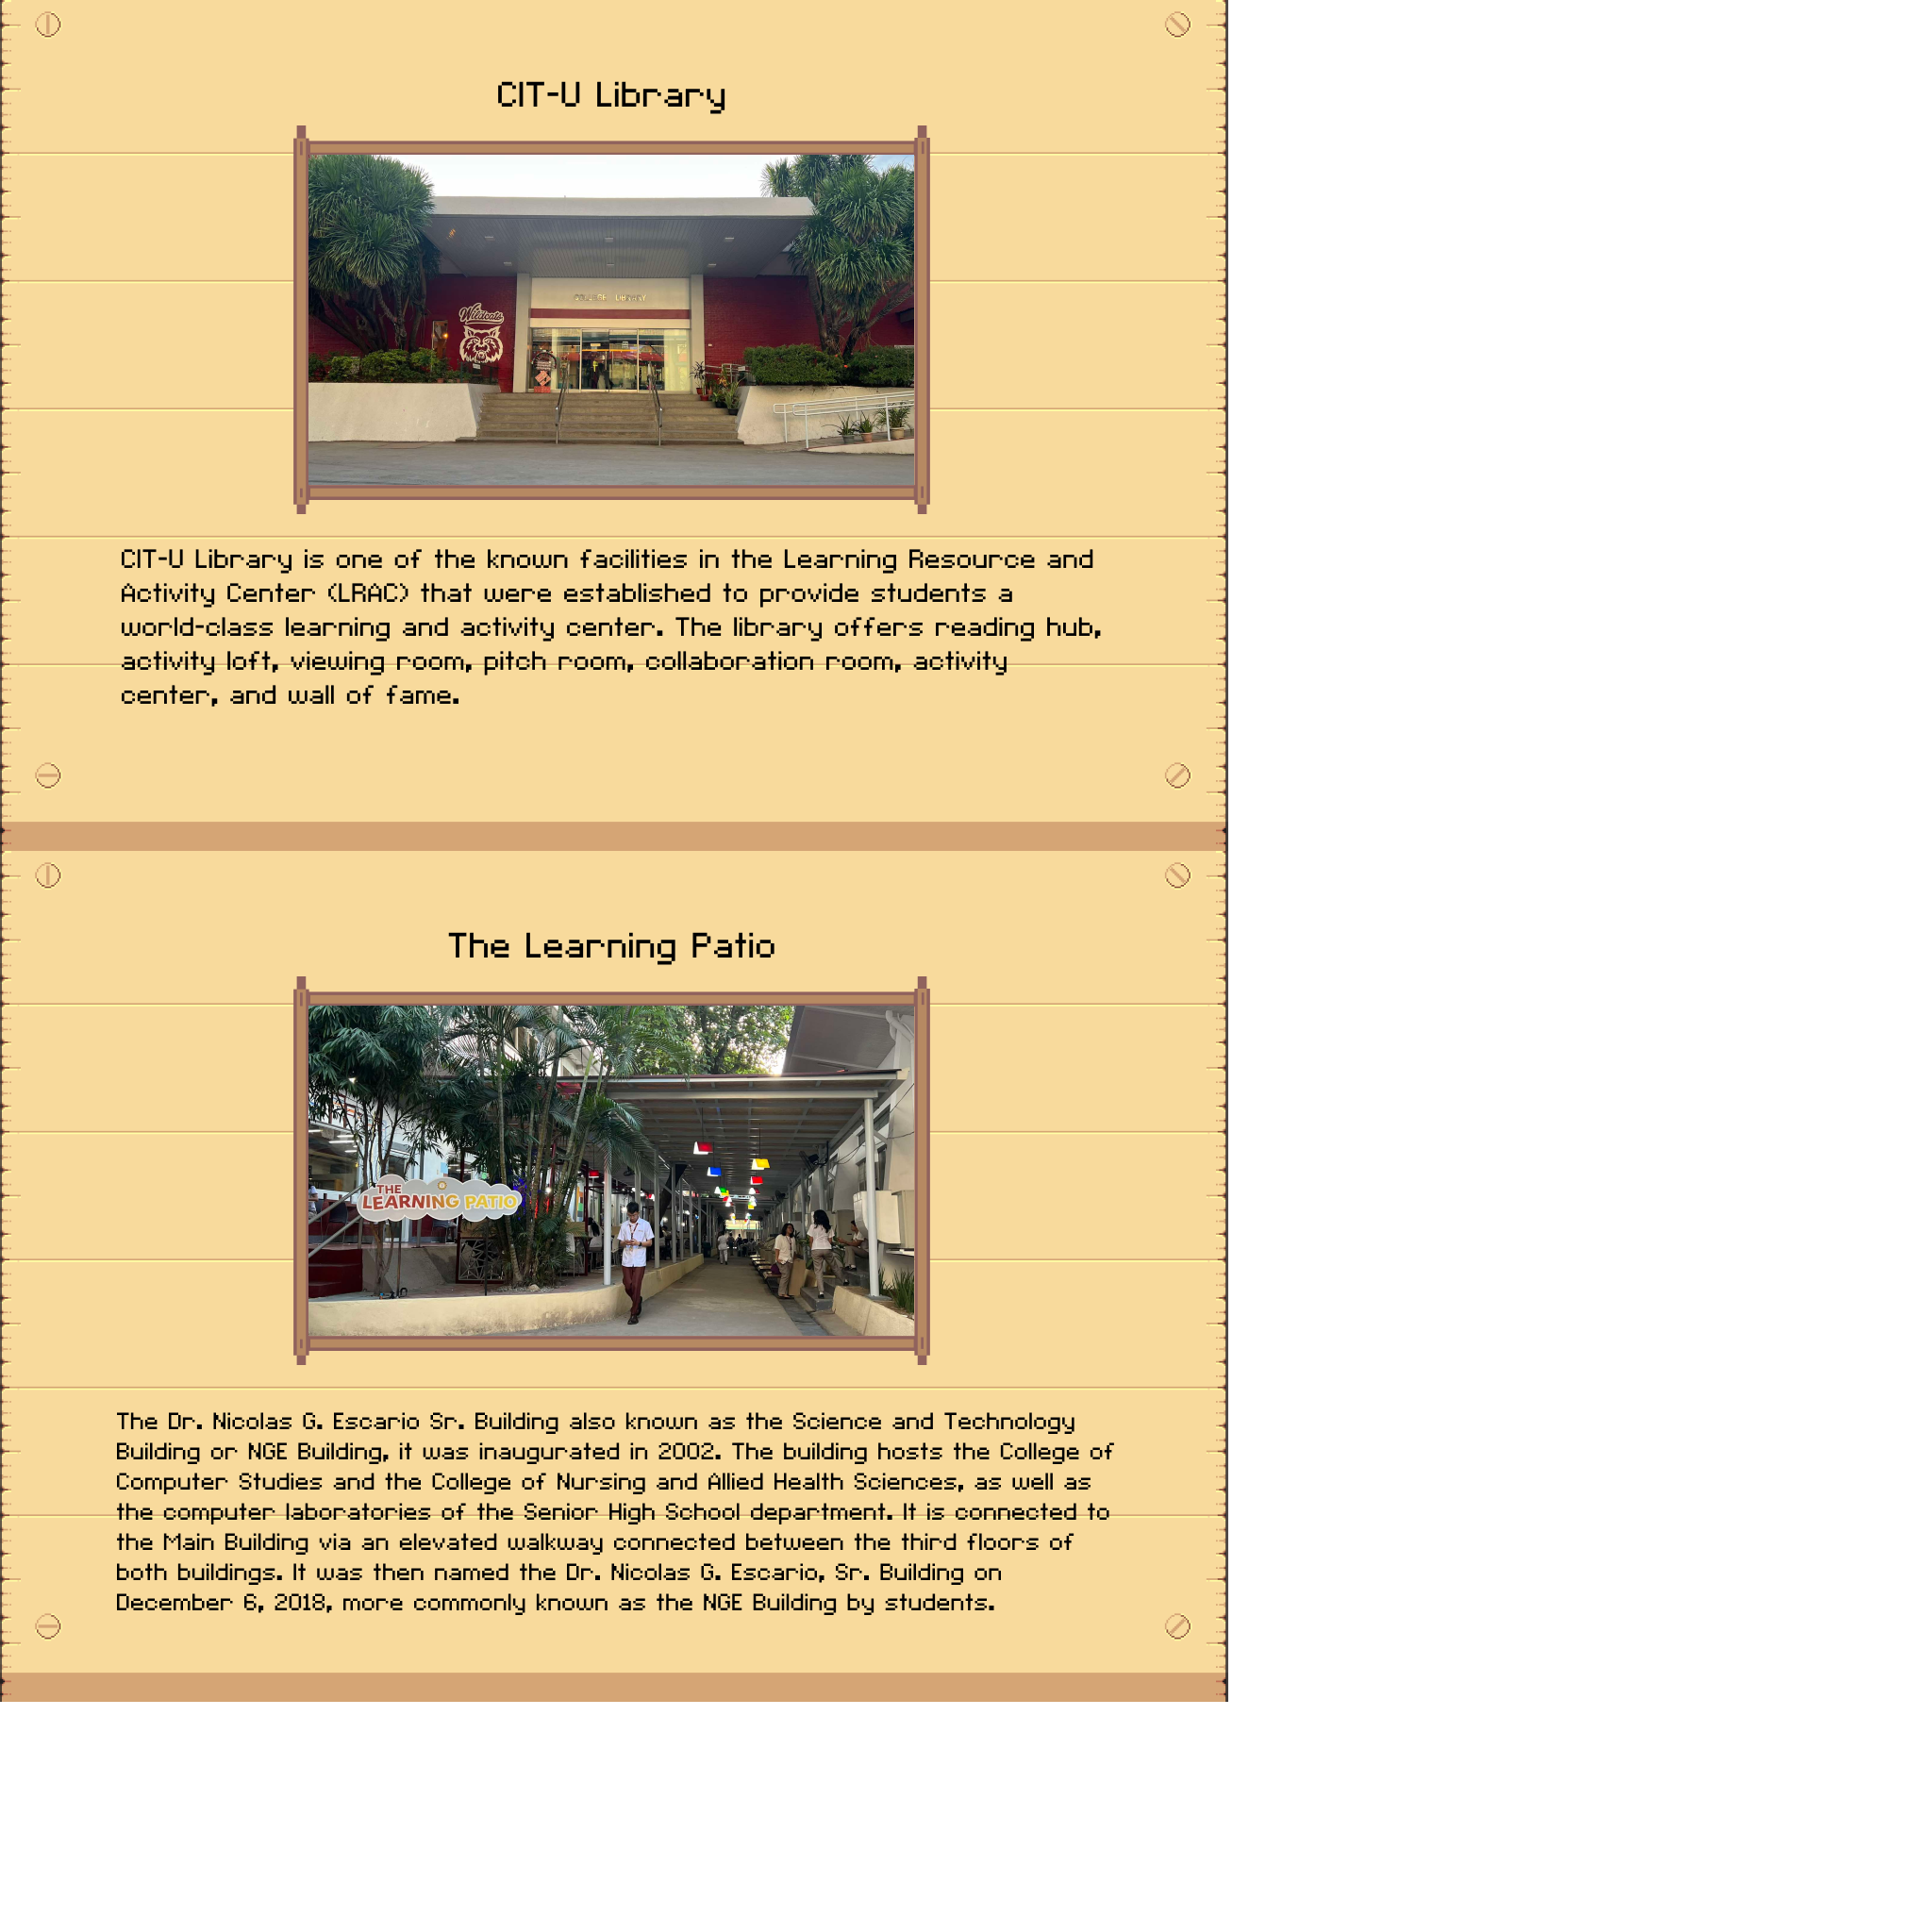 CIT-U Library
COLLEGE LIBRARY
Wildcats
CIT-U Library is one of the known facilities in the Learning Resource and
Activity Center (LRAC) that were established to provide students a
world-class learning and activity center. The library offers reading hub,
activity loft, viewing room, pitch room, collaboration room, activity
center, and wall of fame.
The Learning Patio
THE
LEARNING PATIO
The Dr. Nicolas G. Escario Sr. Building also known as the Science and Technology
Building or NGE Building, it was inaugurated in 2002. The building hosts the College of
Computer Studies and the College of Nursing and Allied Health Sciences, as well as
the computer laboratories of the Senior High School department. It is connected to
the Main Building via an elevated walkway connected between the third floors of
both buildings. It was then named the Dr. Nicolas G. Escario, Sr. Building on
December 6, 2018, more commonly known as the NGE Building by students.